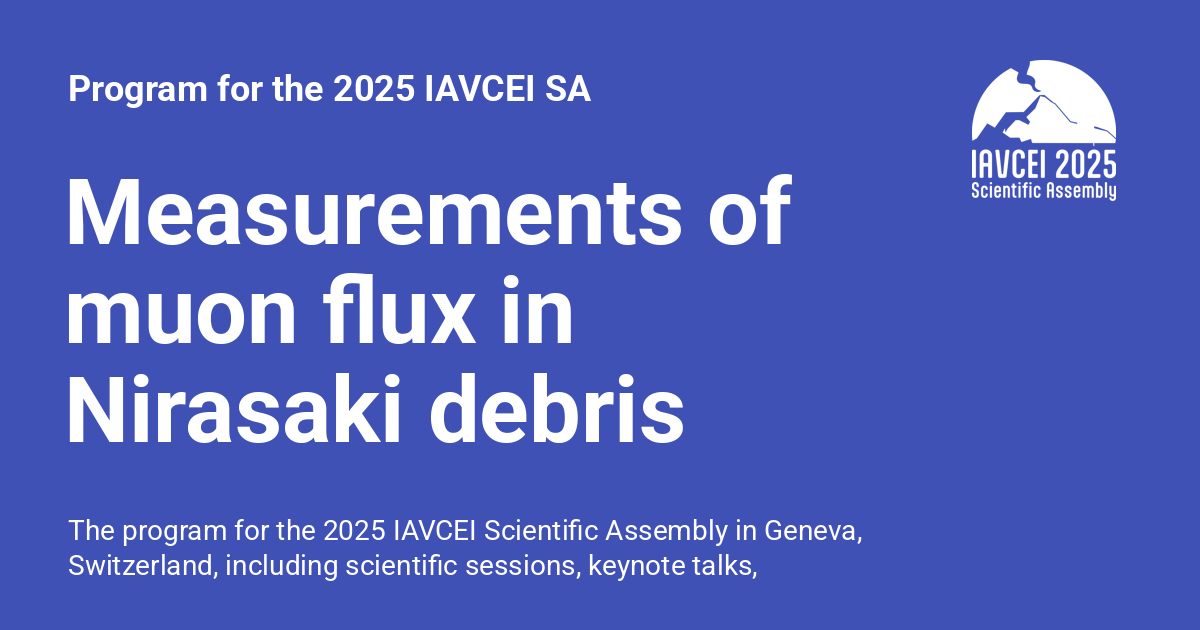 Program for the 2025 IAVCEI SA
IAVCEI 2025
Scientific Assembly
Measurements of
muon flux in
Nirasaki debris
The program for the 2025 IAVCEI Scientific Assembly in Geneva,
Switzerland, including scientific sessions, keynote talks,